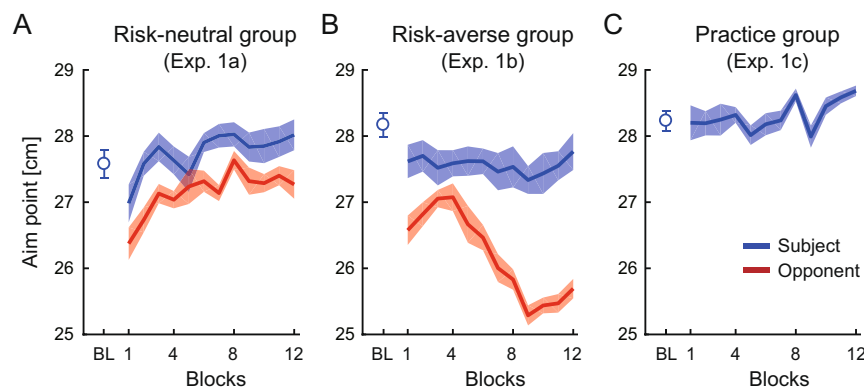 A
Risk-neutral group
(Exp. 1a)
Aim point [cm]
29
28
27
26
25
BL 1 4 8 12
Blocks
B
Risk-averse group
(Exp. 1b)
29
28
27
26
25
BL 1 4 8 12
Blocks
C
Practice group
(Exp. 1c)
29
28
27
26
25
Subject
Opponent
BL 1 4 8 12
Blocks